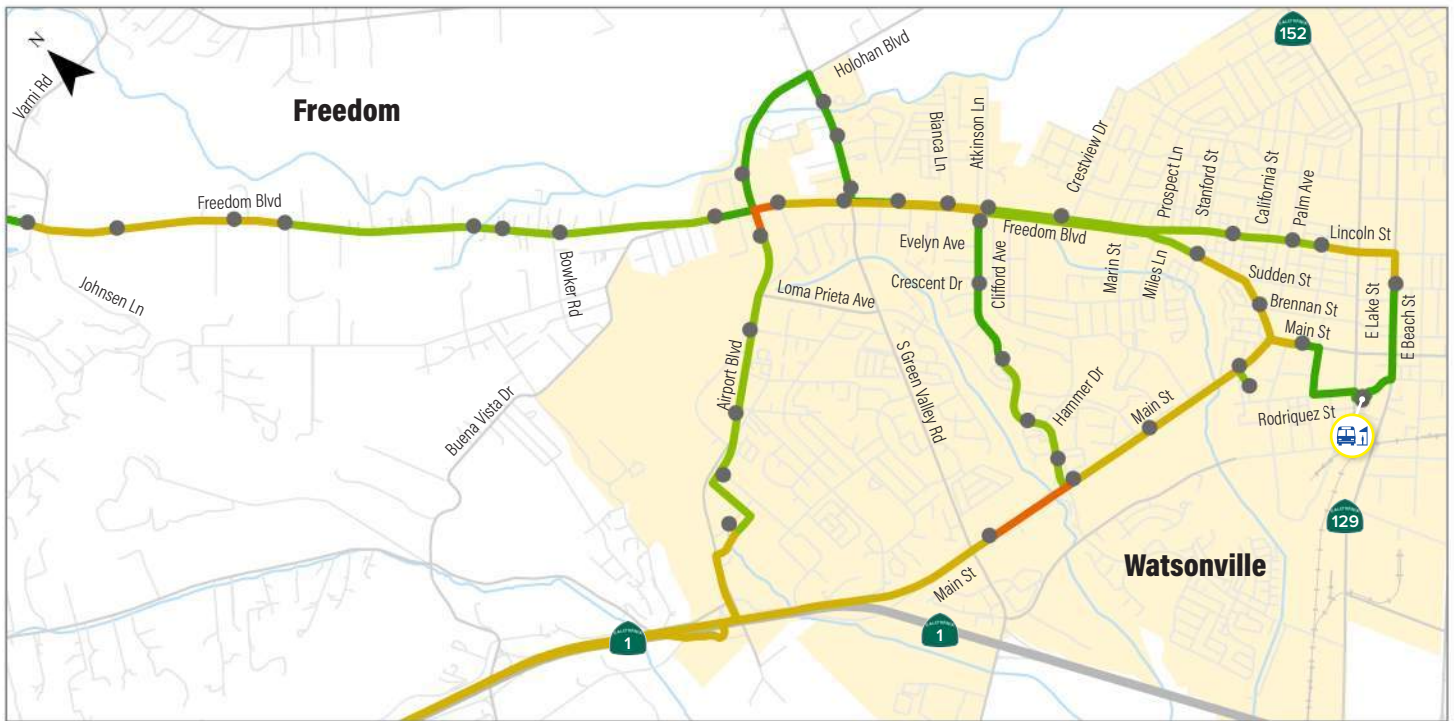 N
Varni Rd
Freedom
Holohan Blvd
152
Bianca Ln
Atkinson Ln
Crestview Dr
Prospect Ln
Stanford St
California St
Palm Ave
Freedom Blvd
Freedom Blvd
Lincoln St
Evelyn Ave
Marin St
Miles Ln
Sudden St
Johnsen Ln
Bowker Rd
Loma Prieta Ave
Crescent Dr
Clifford Ave
Brennan St
Main St
E Lake St
E Beach St
Airport Blvd
S Green Valley Rd
Hammer Dr
Main St
Rodriquez St
Buena Vista Dr
129
Watsonville
Main St
1
1